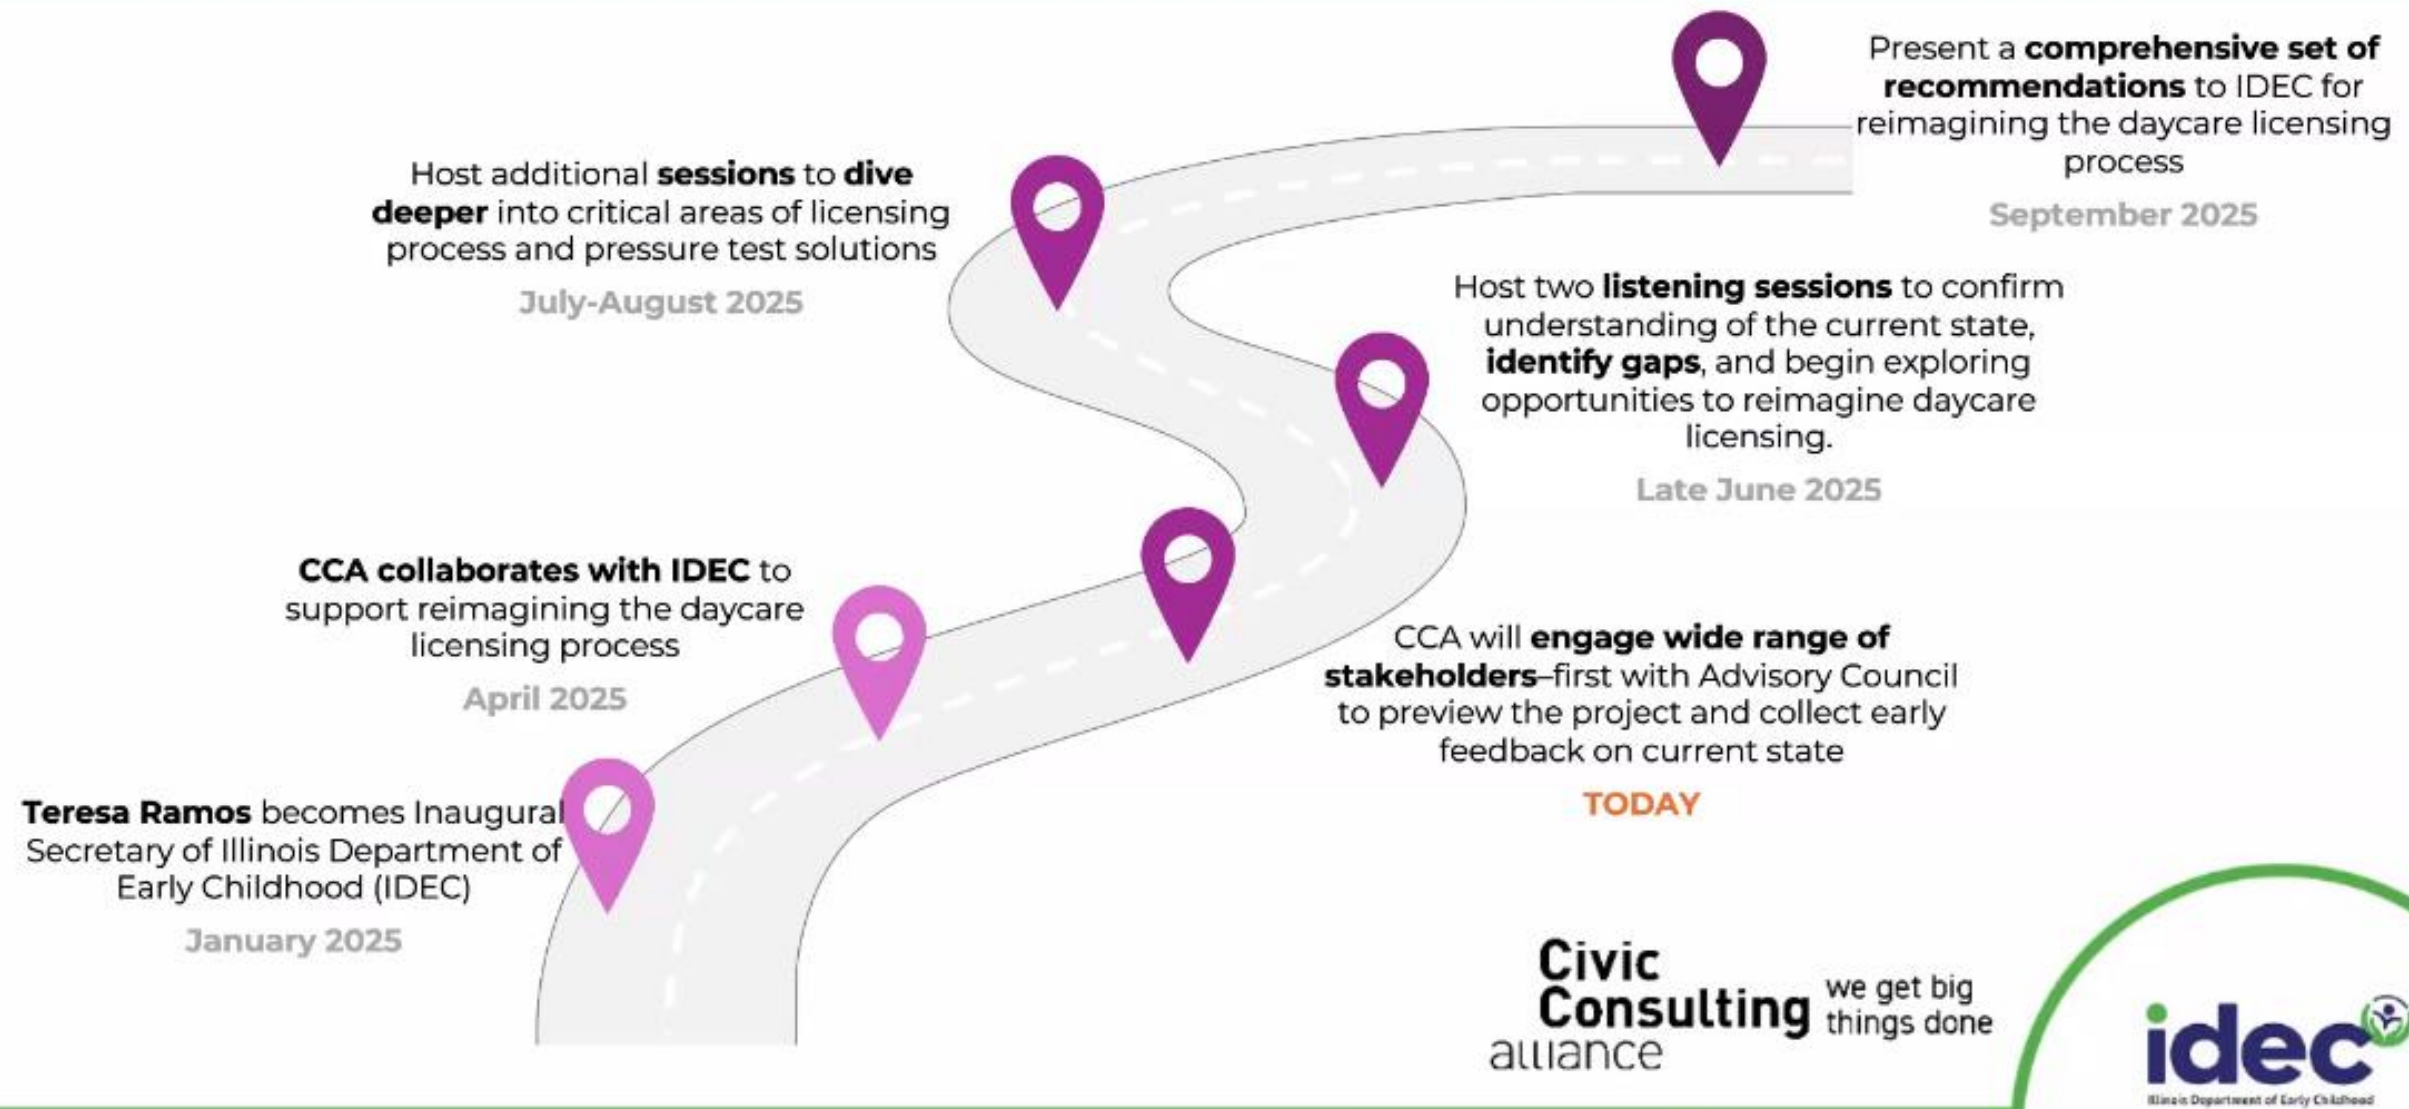 Present a comprehensive set of
recommendations to IDEC for
reimagining the daycare licensing
process
September 2025
Host additional sessions to dive
deeper into critical areas of licensing
process and pressure test solutions
July-August 2025
Host two listening sessions to confirm
understanding of the current state,
identify gaps, and begin exploring
opportunities to reimagine daycare
licensing.
Late June 2025
CCA collaborates with IDEC to
support reimagining the daycare
licensing process
April 2025
CCA will engage wide range of
stakeholders–first with Advisory Council
to preview the project and collect early
feedback on current state
TODAY
Teresa Ramos becomes Inaugural
Secretary of Illinois Department of
Early Childhood (IDEC)
January 2025
Civic
Consulting
alliance
we get big
things done
idec
Illinois Department of Early Childhood